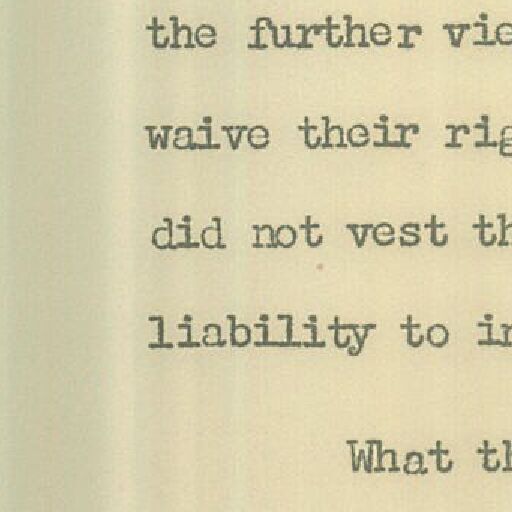 the further vie
waive their rig
did not vest th
liability to in
What th